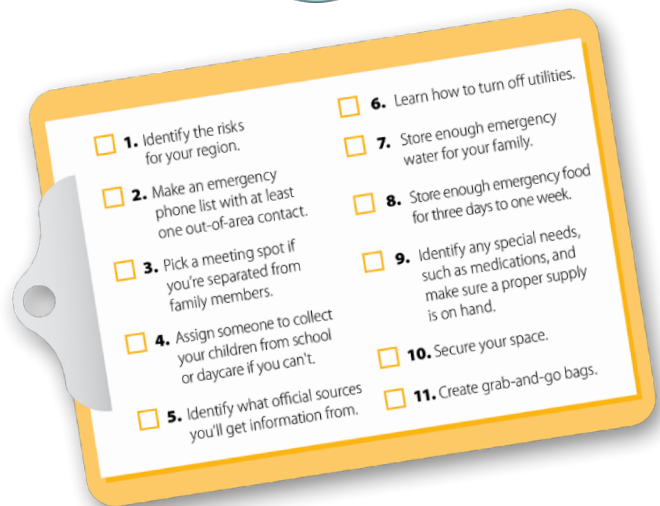 1. Identify the risks
for your region.
2. Make an emergency
phone list with at least
one out-of-area contact.
3. Pick a meeting spot if
you're separated from
family members.
4. Assign someone to collect
your children from school
or daycare if you can't.
5. Identify what official sources
you'll get information from.
6. Learn how to turn off utilities.
7. Store enough emergency
water for your family.
8. Store enough emergency food
for three days to one week.
9. Identify any special needs,
such as medications, and
make sure a proper supply
is on hand.
10. Secure your space.
11. Create grab-and-go bags.